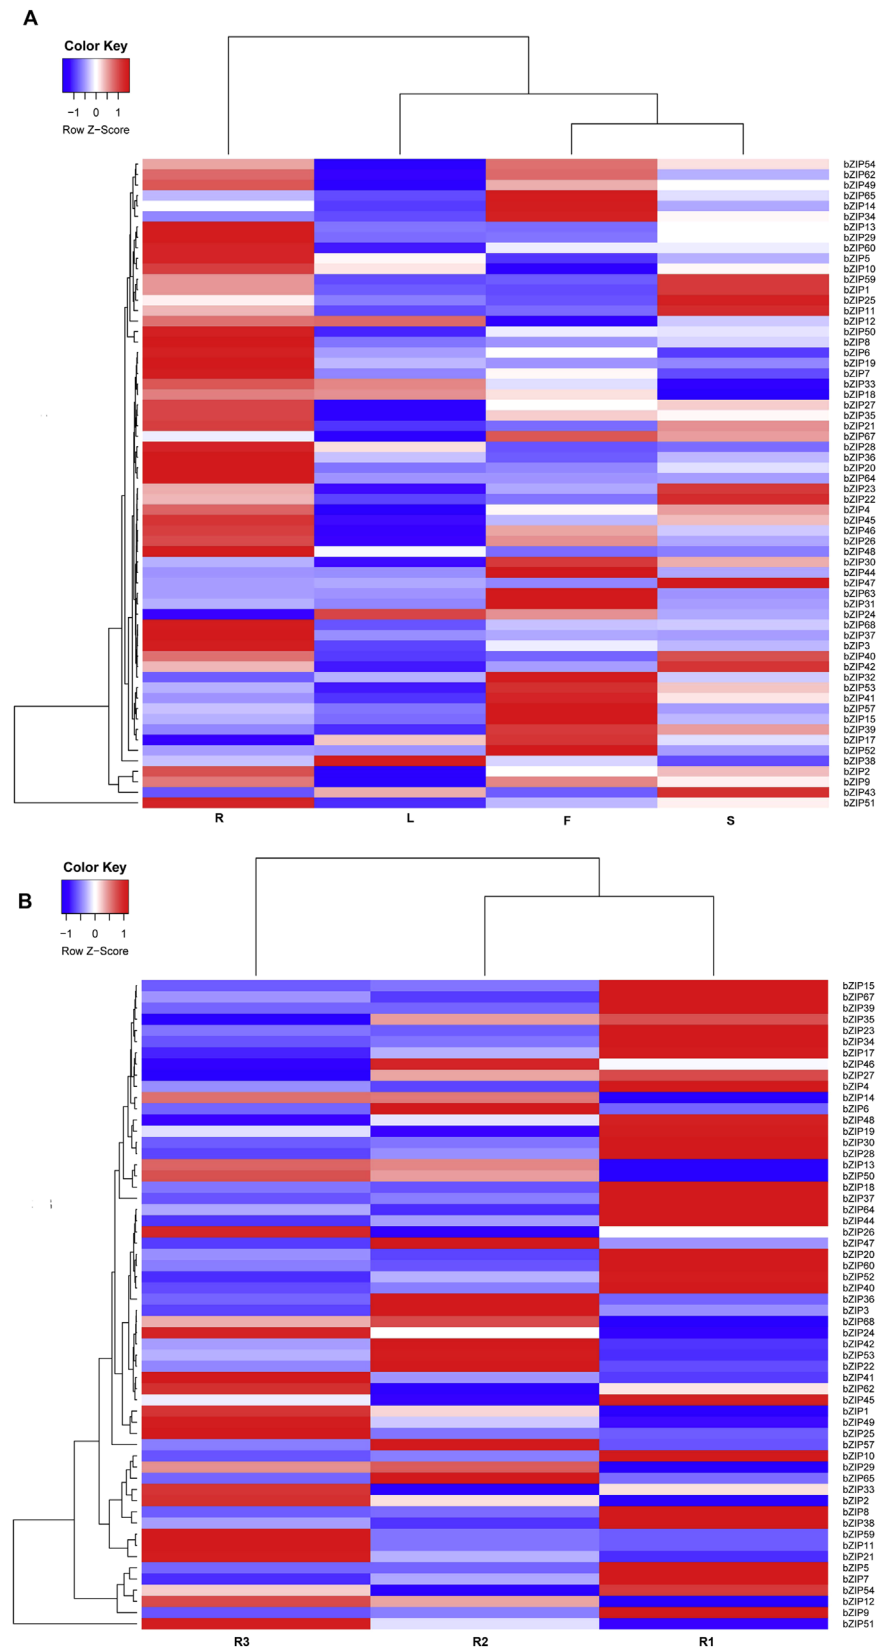 A
Color Key
−1 0 1
Row Z−Score
bZIP54
bZIP62
bZIP49
bZIP65
bZIP14
bZIP34
bZIP13
bZIP29
bZIP60
bZIP5
bZIP10
bZIP59
bZIP1
bZIP25
bZIP11
bZIP12
bZIP50
bZIP8
bZIP6
bZIP19
bZIP7
bZIP33
bZIP18
bZIP27
bZIP35
bZIP21
bZIP67
bZIP28
bZIP36
bZIP20
bZIP64
bZIP23
bZIP22
bZIP4
bZIP45
bZIP46
bZIP26
bZIP48
bZIP30
bZIP44
bZIP47
bZIP63
bZIP31
bZIP24
bZIP68
bZIP37
bZIP3
bZIP40
bZIP42
bZIP32
bZIP53
bZIP41
bZIP57
bZIP15
bZIP39
bZIP17
bZIP52
bZIP38
bZIP2
bZIP9
bZIP43
bZIP51
R L F S
B
Color Key
−1 0 1
Row Z−Score
bZIP15
bZIP67
bZIP39
bZIP35
bZIP23
bZIP34
bZIP17
bZIP46
bZIP27
bZIP4
bZIP14
bZIP6
bZIP48
bZIP19
bZIP30
bZIP28
bZIP13
bZIP50
bZIP18
bZIP37
bZIP64
bZIP44
bZIP26
bZIP47
bZIP20
bZIP60
bZIP52
bZIP40
bZIP36
bZIP3
bZIP68
bZIP24
bZIP42
bZIP53
bZIP22
bZIP41
bZIP62
bZIP45
bZIP1
bZIP49
bZIP25
bZIP57
bZIP10
bZIP29
bZIP65
bZIP33
bZIP2
bZIP8
bZIP38
bZIP59
bZIP11
bZIP21
bZIP5
bZIP7
bZIP54
bZIP12
bZIP9
bZIP51
R3 R2 R1